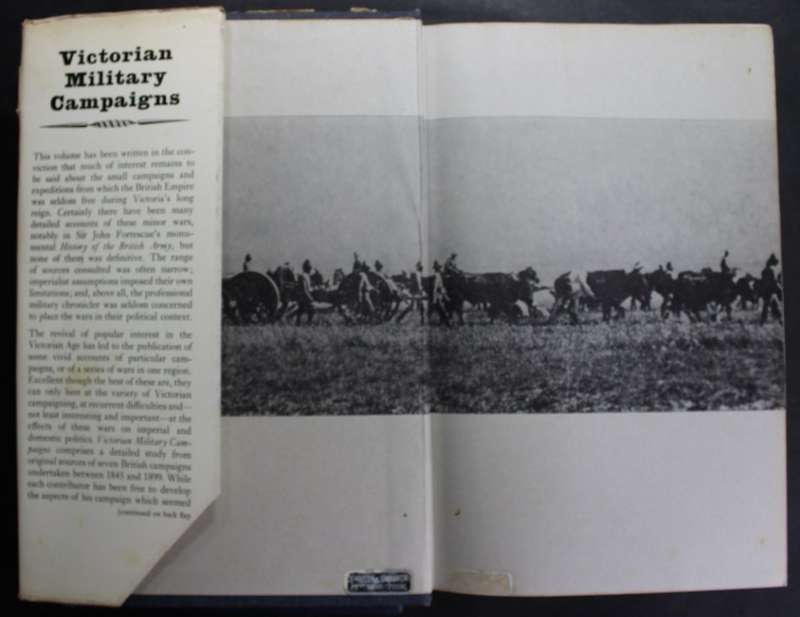 Victorian
Military
Campaigns
This volume has been written in the con-
viction that much of interest remains to
be said about the small campaigns and
expeditions from which the British Empire
was seldom free during Victoria's long
reign. Certainly there have been many
detailed accounts of these minor wars,
notably in Sir John Fortescue's monu-
mental History of the British Army, but
none of them was definitive. The range
of sources consulted was often narrow;
imperialist assumptions imposed their own
limitations; and, above all, the professional
military chronicler was seldom concerned
to place the wars in their political context.
The revival of popular interest in the
Victorian Age has led to the publication of
some vivid accounts of particular cam-
paigns, or of a series of wars in one region.
Excellent though the best of these are, they
can only hint at the variety of Victorian
campaigning, at recurrent difficulties and—
not least interesting and important—at the
effects of these wars on imperial and
domestic politics. Victorian Military Cam-
paigns comprises a detailed study from
original sources of seven British campaigns
undertaken between 1845 and 1899. While
each contributor has been free to develop
the aspects of his campaign which seemed
(continued on back flap